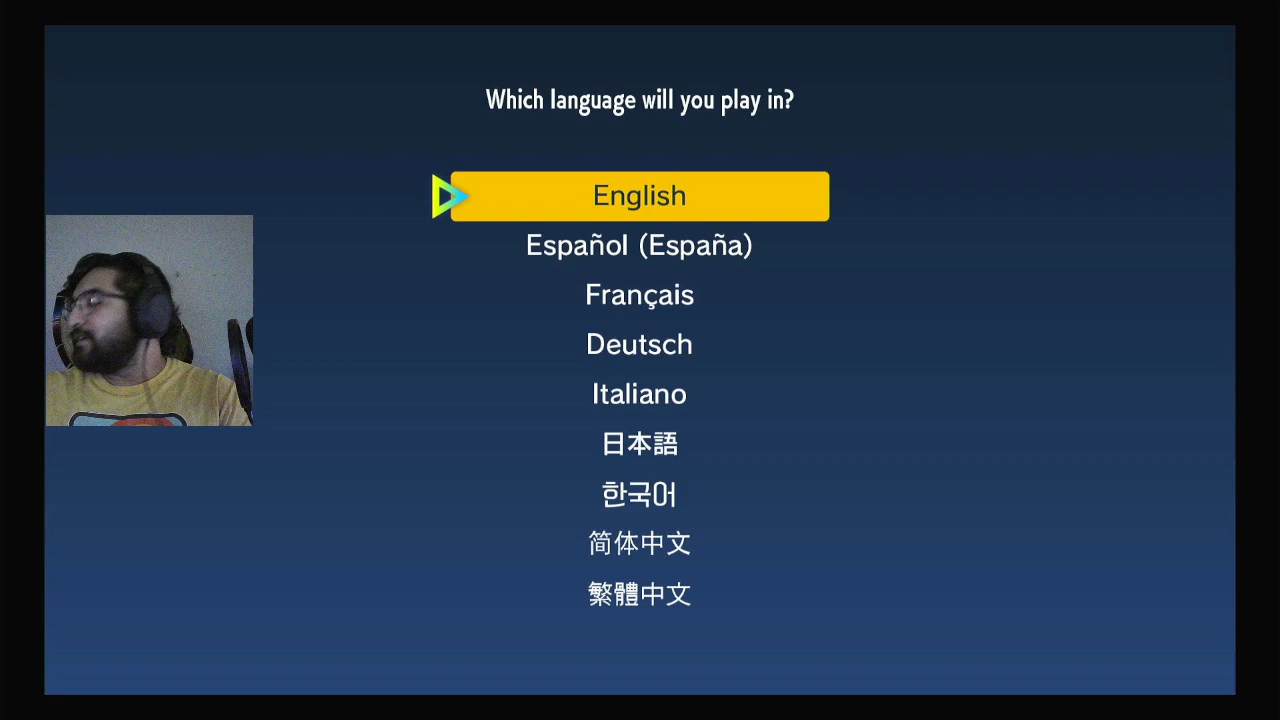 Which language will you play in?
English
Español (España)
Français
Deutsch
Italiano
日本語
한국어
简体中文
繁體中文